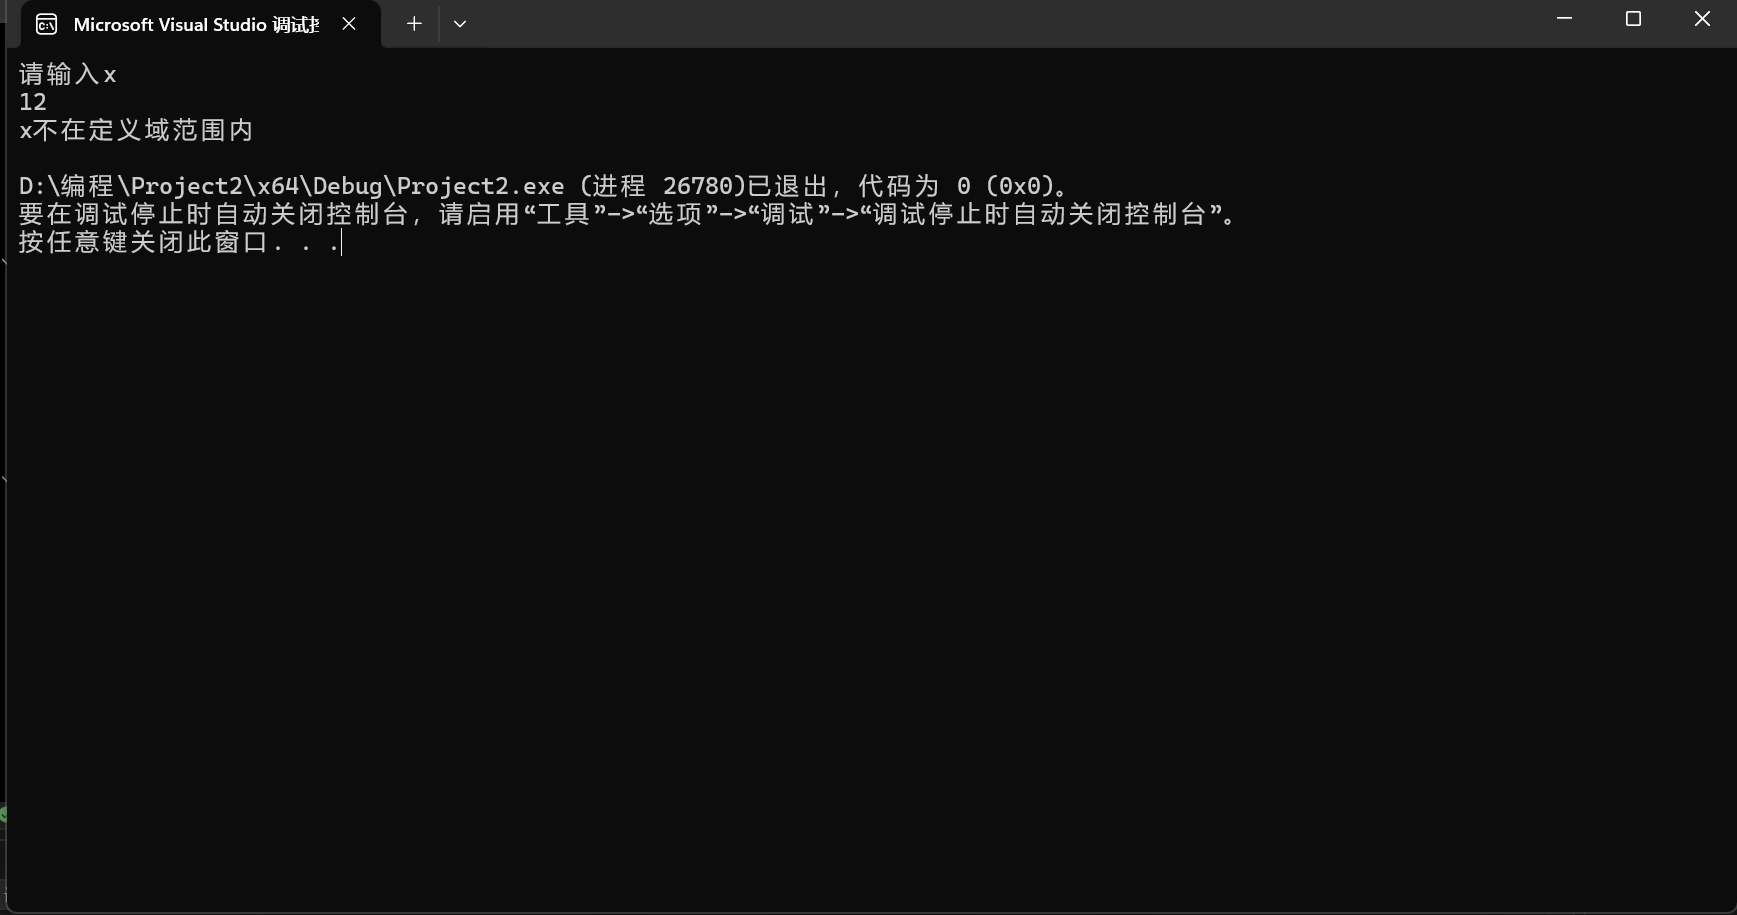 Microsoft Visual Studio 调试
请输入x
12
x不在定义域范围内
D:\编程\Project2\x64\Debug\Project2.exe (进程 26780)已退出，代码为 0 (0x0)。
要在调试停止时自动关闭控制台，请启用“工具”->“选项”->“调试”->“调试停止时自动关闭控制台”。
按任意键关闭此窗口. . .